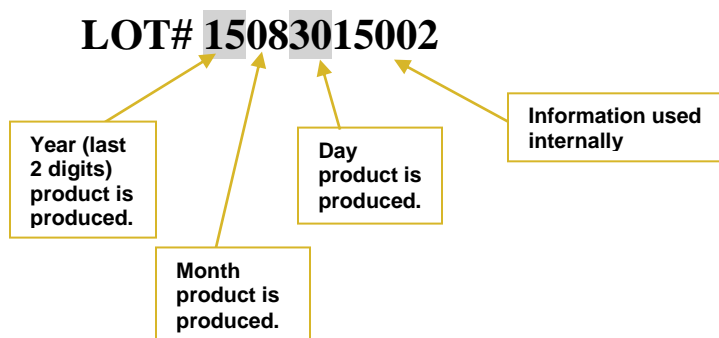 LOT# 15083015002
Year (last
2 digits)
product is
produced.
Month
product is
produced.
Day
product is
produced.
Information used
internally